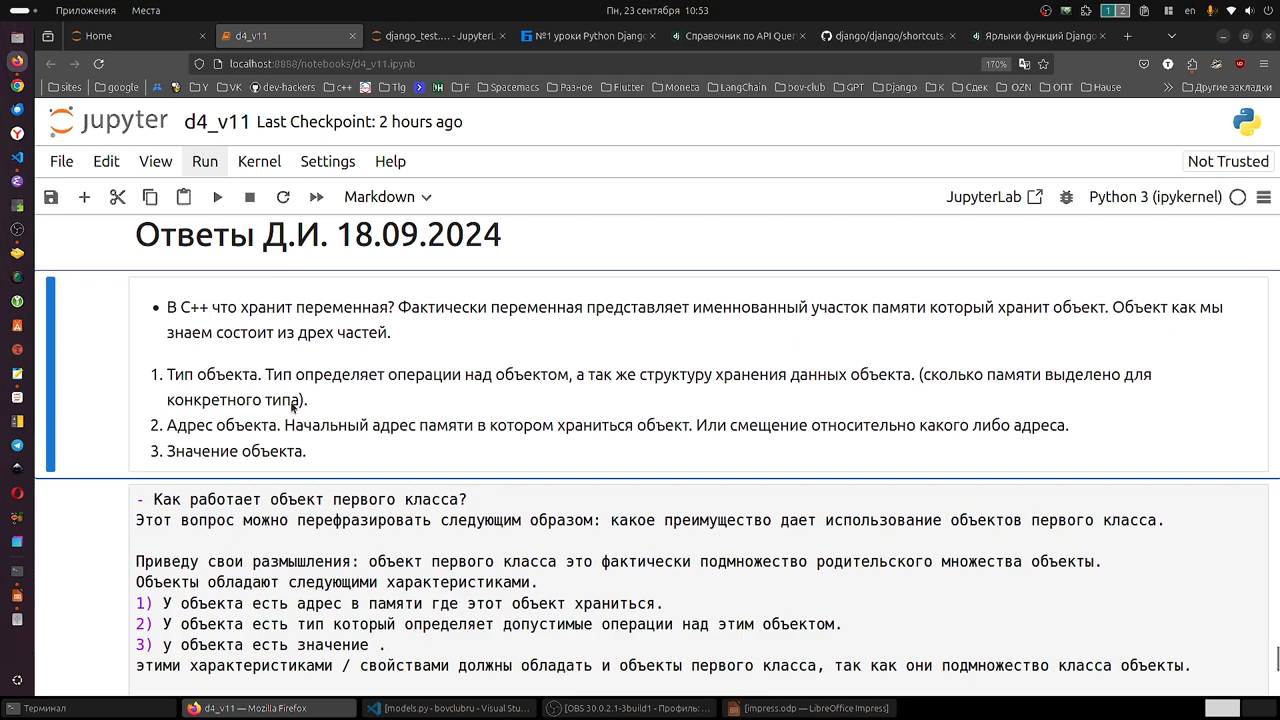 Приложения Места Пн, 23 сентября 10:53 1 2 en
Home d4_v11 django_test.... - JupyterL №1 уроки Python Django Справочник по API Quer django/django/shortcuts. Ярлыки функций Django
localhost:8888/notebooks/d4_v11.ipynb 170%
sites google Y VK dev-hackers c++ Tlg H F Spacemacs Разное Flutter Moneca LangChain bov-club GPT Django K Сдек OZN ОПТ Hause Другие закладки
jupyter d4_v11 Last Checkpoint: 2 hours ago
File Edit View Run Kernel Settings Help Not Trusted
Markdown JupyterLab Python 3 (ipykernel)
Ответы Д.И. 18.09.2024
• В С++ что хранит переменная? Фактически переменная представляет именнованный участок памяти который хранит объект. Объект как мы
знаем состоит из дрех частей.
1. Тип объекта. Тип определяет операции над объектом, а так же структуру хранения данных объекта. (сколько памяти выделено для
конкретного типа).
2. Адрес объекта. Начальный адрес памяти в котором храниться объект. Или смещение относительно какого либо адреса.
3. Значение объекта.
- Как работает объект первого класса?
Этот вопрос можно перефразировать следующим образом: какое преимущество дает использование объектов первого класса.
Приведу свои размышления: объект первого класса это фактически подмножество родительского множества объекты.
Объекты обладают следующими характеристиками.
1) У объекта есть адрес в памяти где этот объект храниться.
2) У объекта есть тип который определяет допустимые операции над этим объектом.
3) у объекта есть значение .
этими характеристиками / свойствами должны обладать и объекты первого класса, так как они подмножество класса объекты.
Терминал d4_v11 — Mozilla Firefox [models.py - bovclubru - Visual Stu... [OBS 30.0.2.1-3build1 - Профиль: ... [impress.odp — LibreOffice Impress]